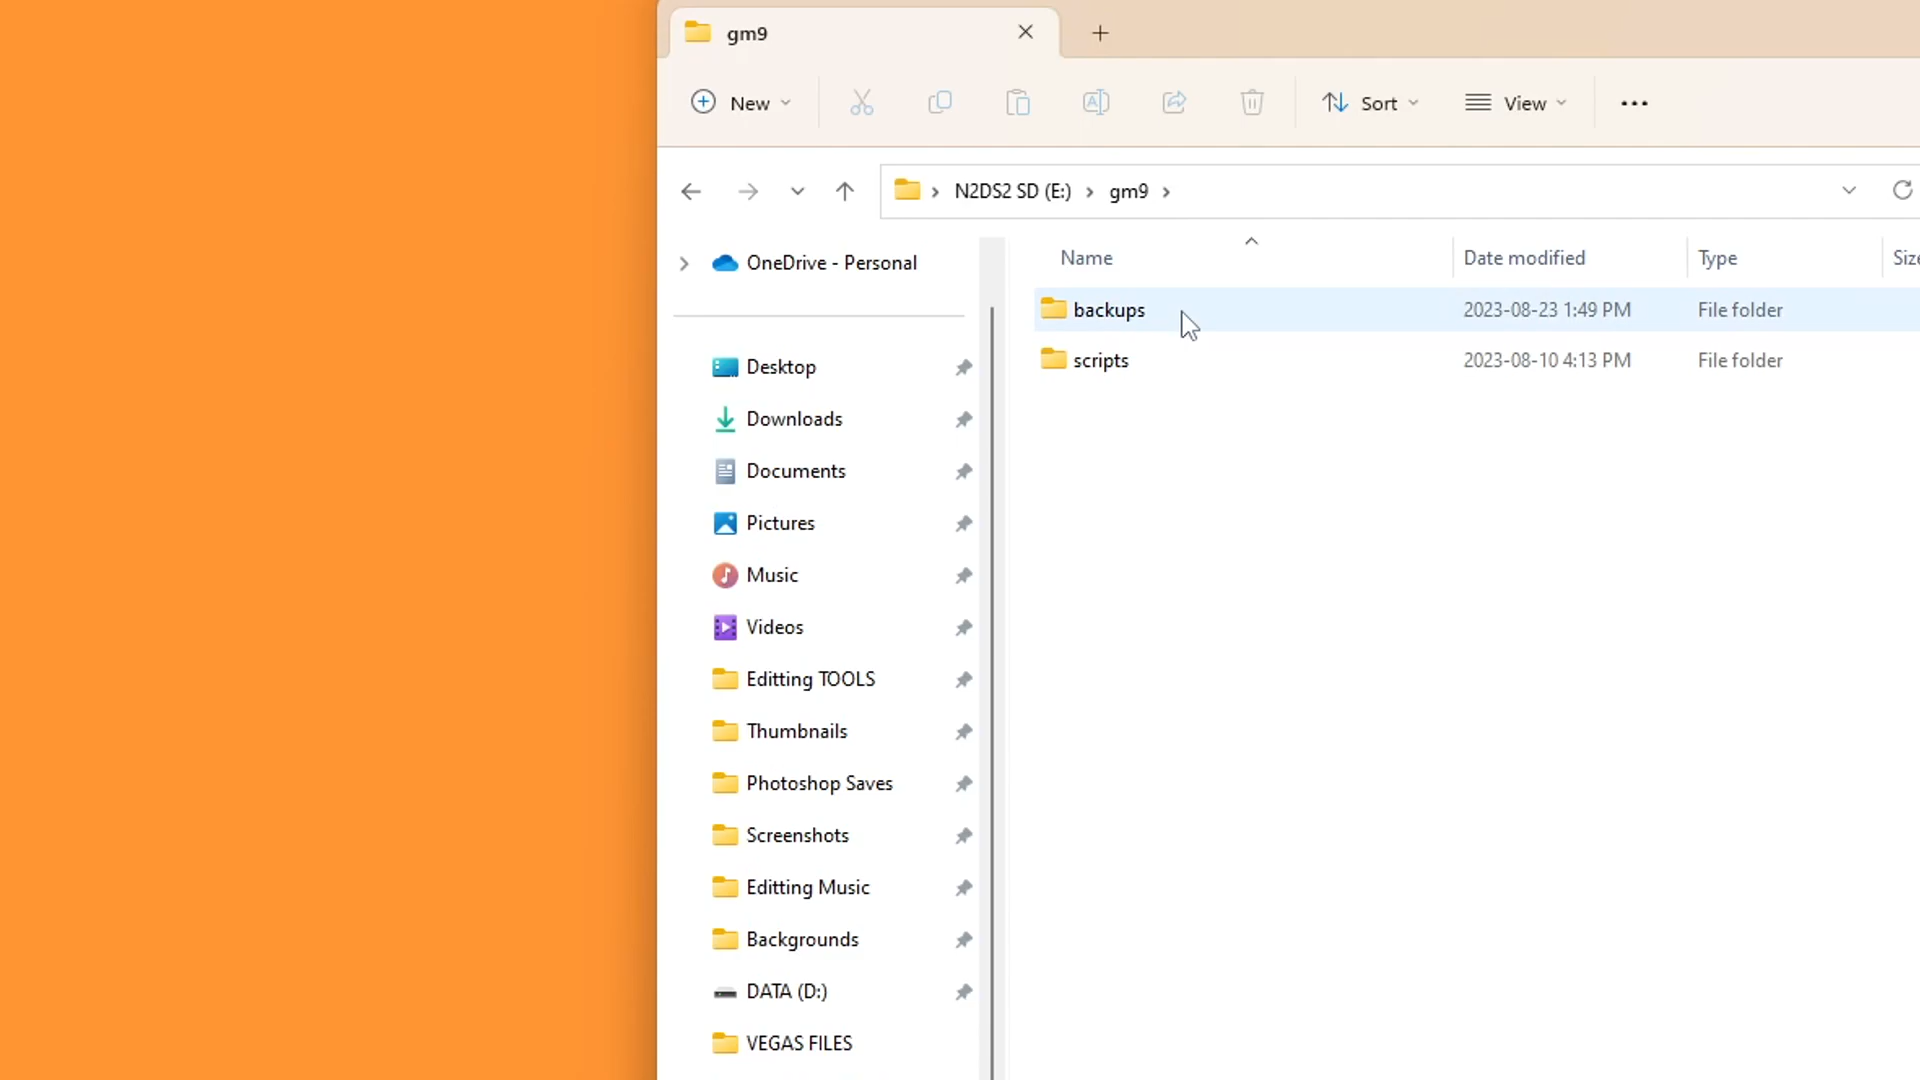 gm9
New
Sort
View
N2DS2 SD (E:) > gm9 >
OneDrive - Personal
Name Date modified Type
backups 2023-08-23 1:49 PM File folder
scripts 2023-08-10 4:13 PM File folder
Desktop
Downloads
Documents
Pictures
Music
Videos
Editting TOOLS
Thumbnails
Photoshop Saves
Screenshots
Editting Music
Backgrounds
DATA (D:)
VEGAS FILES